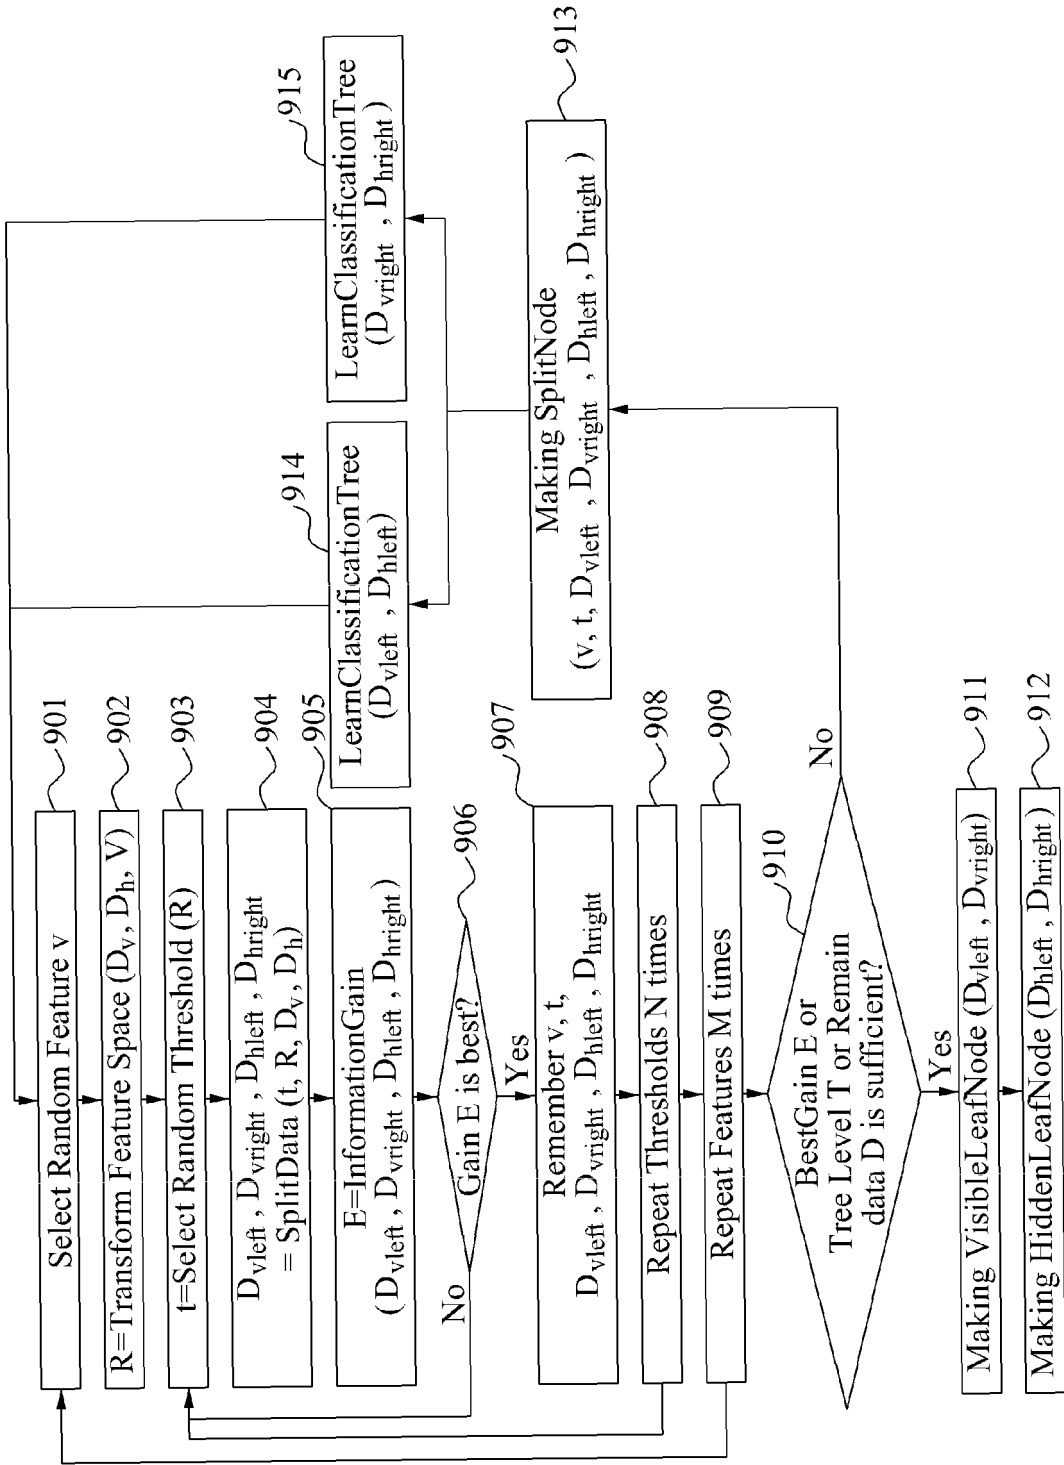 Select Random Feature v
901
R=Transform Feature Space (Dv, Dh, V)
902
t=Select Random Threshold (R)
903
Dvleft , Dvright , Dhleft , Dhright
= SplitData (t, R, Dv, Dh)
904
E=InformationGain
(Dvleft , Dvright , Dhleft , Dhright)
905
Gain E is best?
906
No
Yes
Remember v, t,
Dvleft , Dvright , Dhleft , Dhright
907
Repeat Thresholds N times
908
Repeat Features M times
909
BestGain E or
Tree Level T or Remain
data D is sufficient?
910
No
Yes
Making VisibleLeafNode (Dvleft , Dvright)
911
Making HiddenLeafNode (Dhleft , Dhright)
912
Making SplitNode
(v, t, Dvleft , Dvright , Dhleft , Dhright )
913
LearnClassificationTree
(Dvleft , Dhleft)
914
LearnClassificationTree
(Dvright , Dhright)
915